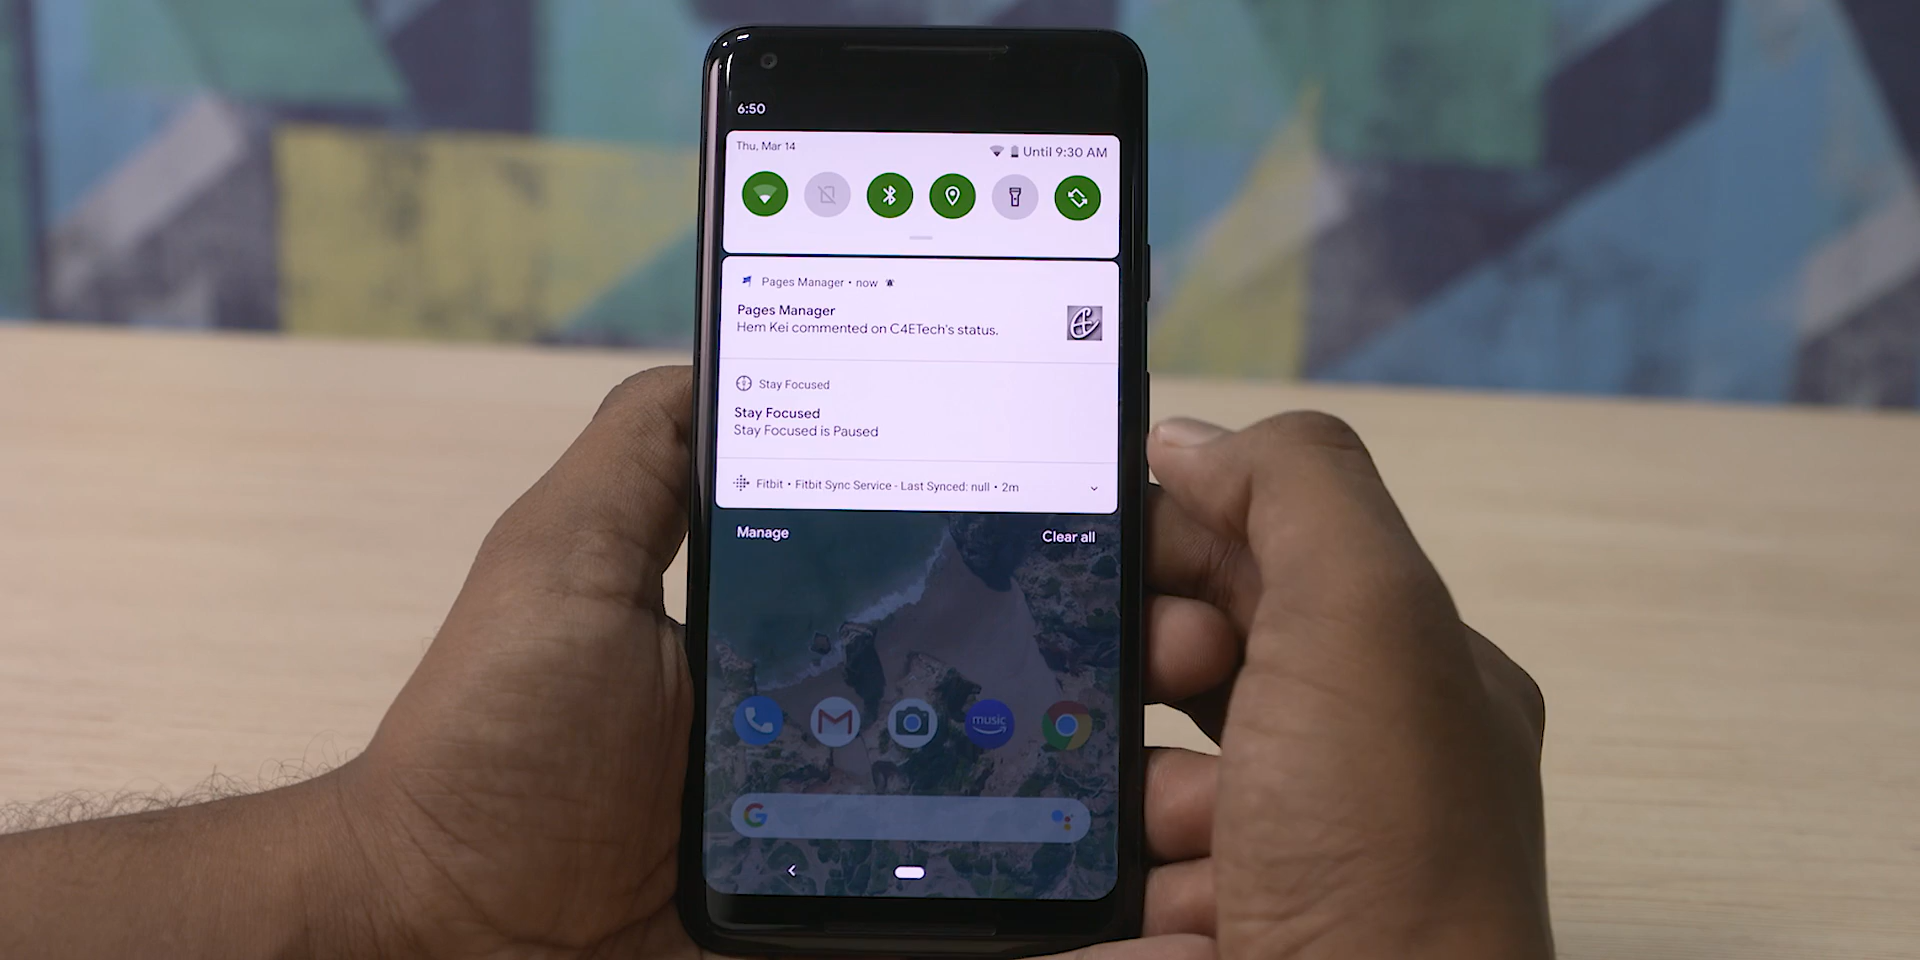 6:50
Thu, Mar 14
Until 9:30 AM
Pages Manager • now
Pages Manager
Hem Kei commented on C4ETech's status.
Stay Focused
Stay Focused
Stay Focused is Paused
Fitbit • Fitbit Sync Service - Last Synced: null • 2m
Manage
Clear all
music